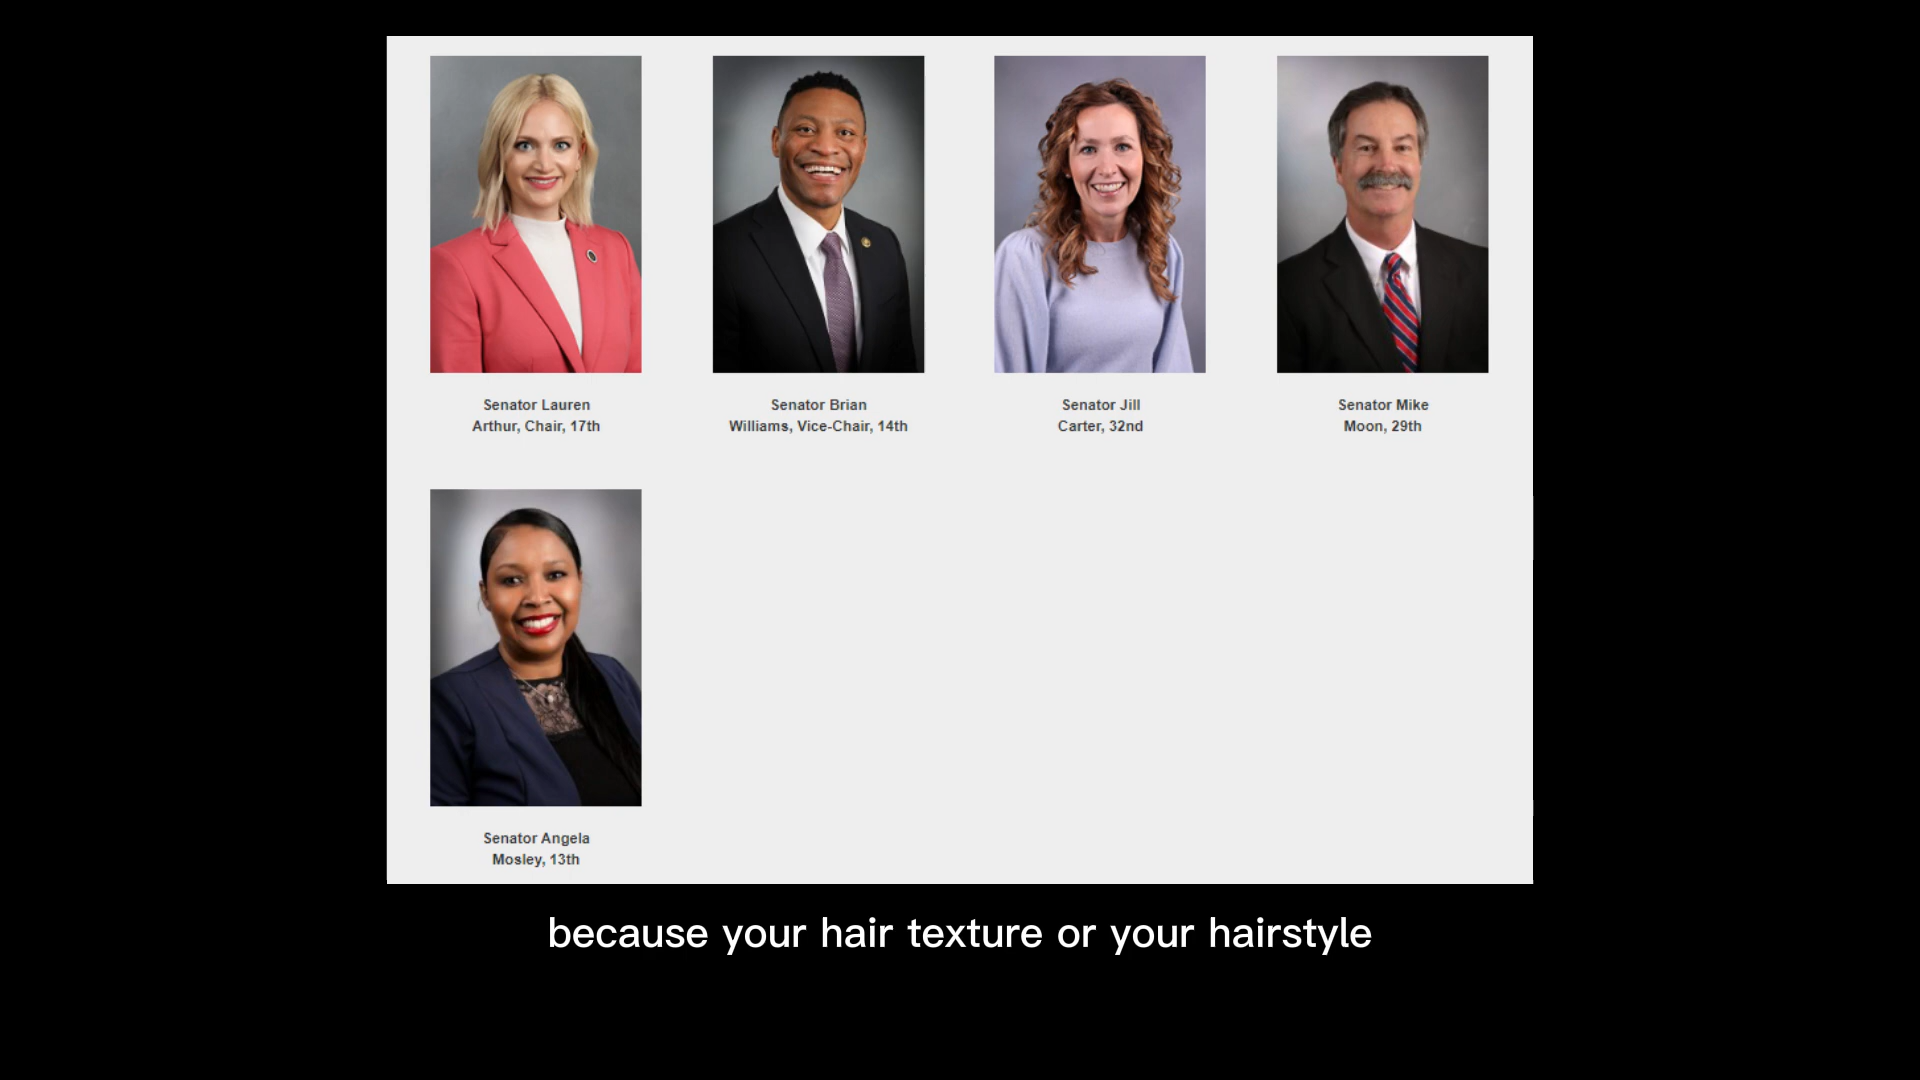 Senator Lauren
Arthur, Chair, 17th
Senator Brian
Williams, Vice-Chair, 14th
Senator Jill
Carter, 32nd
Senator Mike
Moon, 29th
Senator Angela
Mosley, 13th
because your hair texture or your hairstyle